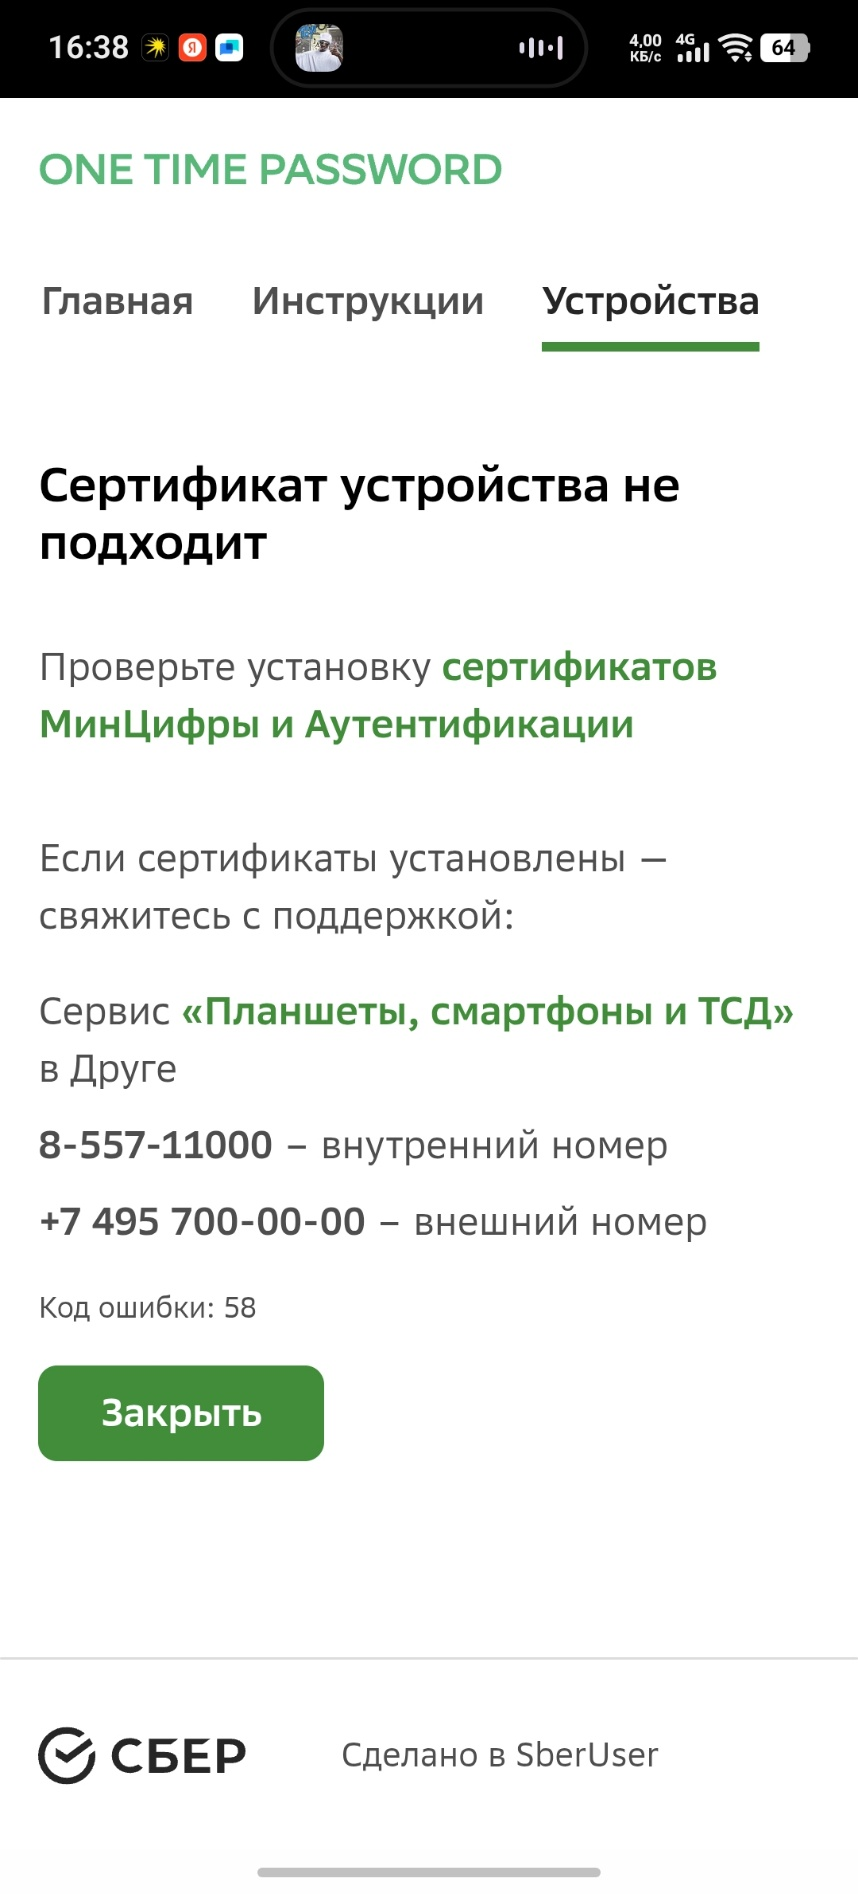 16:38
Я
4,00
КБ/с
4G
64
ONE TIME PASSWORD
Главная Инструкции Устройства
Сертификат устройства не
подходит
Проверьте установку сертификатов
МинЦифры и Аутентификации
Если сертификаты установлены —
свяжитесь с поддержкой:
Сервис «Планшеты, смартфоны и ТСД»
в Друге
8-557-11000 – внутренний номер
+7 495 700-00-00 – внешний номер
Код ошибки: 58
Закрыть
СБЕР Сделано в SberUser